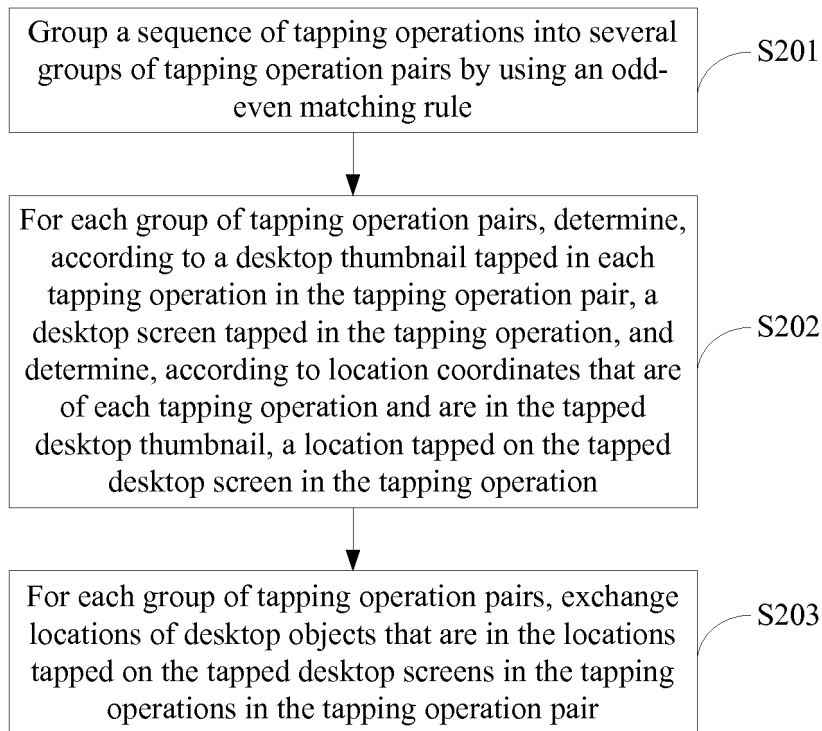 Group a sequence of tapping operations into several
groups of tapping operation pairs by using an odd-
even matching rule
S201
For each group of tapping operation pairs, determine,
according to a desktop thumbnail tapped in each
tapping operation in the tapping operation pair, a
desktop screen tapped in the tapping operation, and
determine, according to location coordinates that are
of each tapping operation and are in the tapped
desktop thumbnail, a location tapped on the tapped
desktop screen in the tapping operation
S202
For each group of tapping operation pairs, exchange
locations of desktop objects that are in the locations
tapped on the tapped desktop screens in the tapping
operations in the tapping operation pair
S203